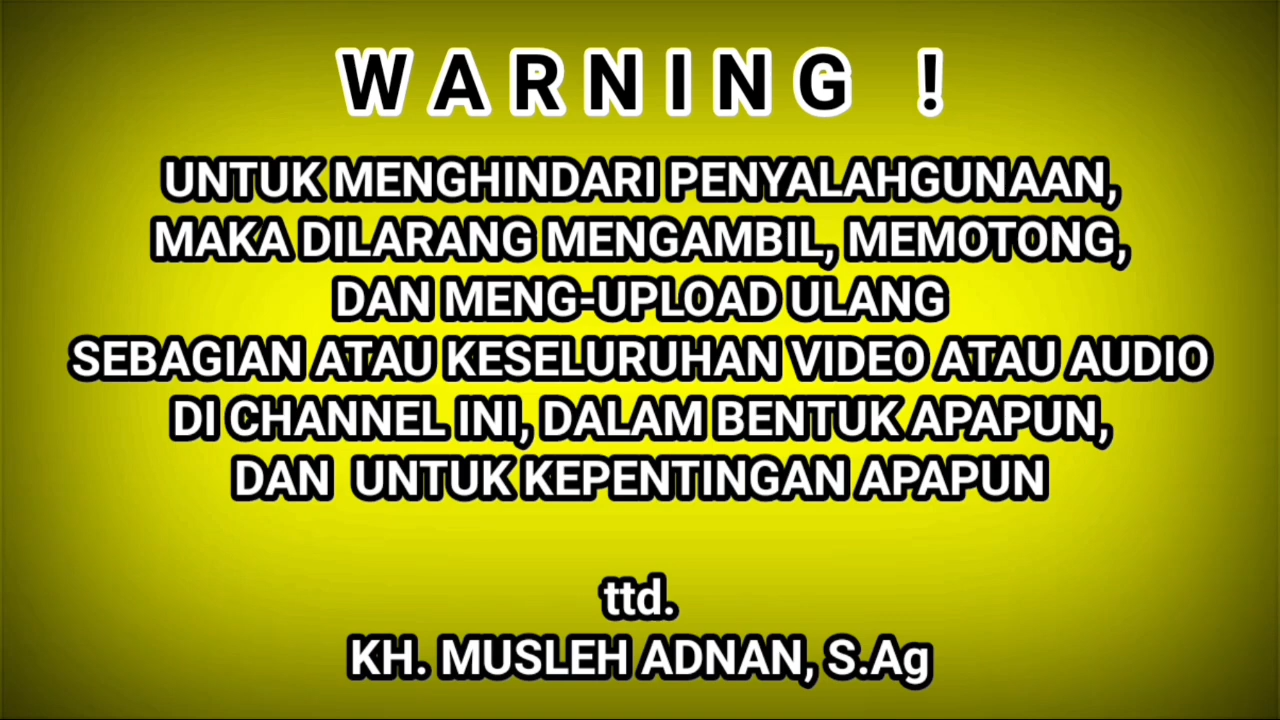 WARNING !
UNTUK MENGHINDARI PENYALAHGUNAAN,
MAKA DILARANG MENGAMBIL, MEMOTONG,
DAN MENG-UPLOAD ULANG
SEBAGIAN ATAU KESELURUHAN VIDEO ATAU AUDIO
DI CHANNEL INI, DALAM BENTUK APAPUN,
DAN UNTUK KEPENTINGAN APAPUN
ttd.
KH. MUSLEH ADNAN, S.Ag